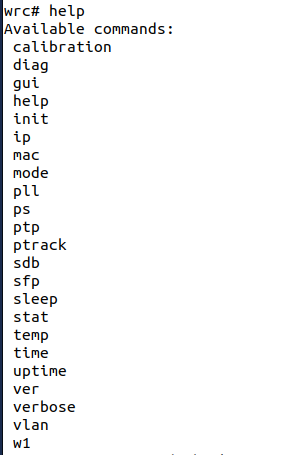 wrc# help
Available commands:
calibration
diag
gui
help
init
ip
mac
mode
pll
ps
ptp
ptrack
sdb
sfp
sleep
stat
temp
time
uptime
ver
verbose
vlan
w1